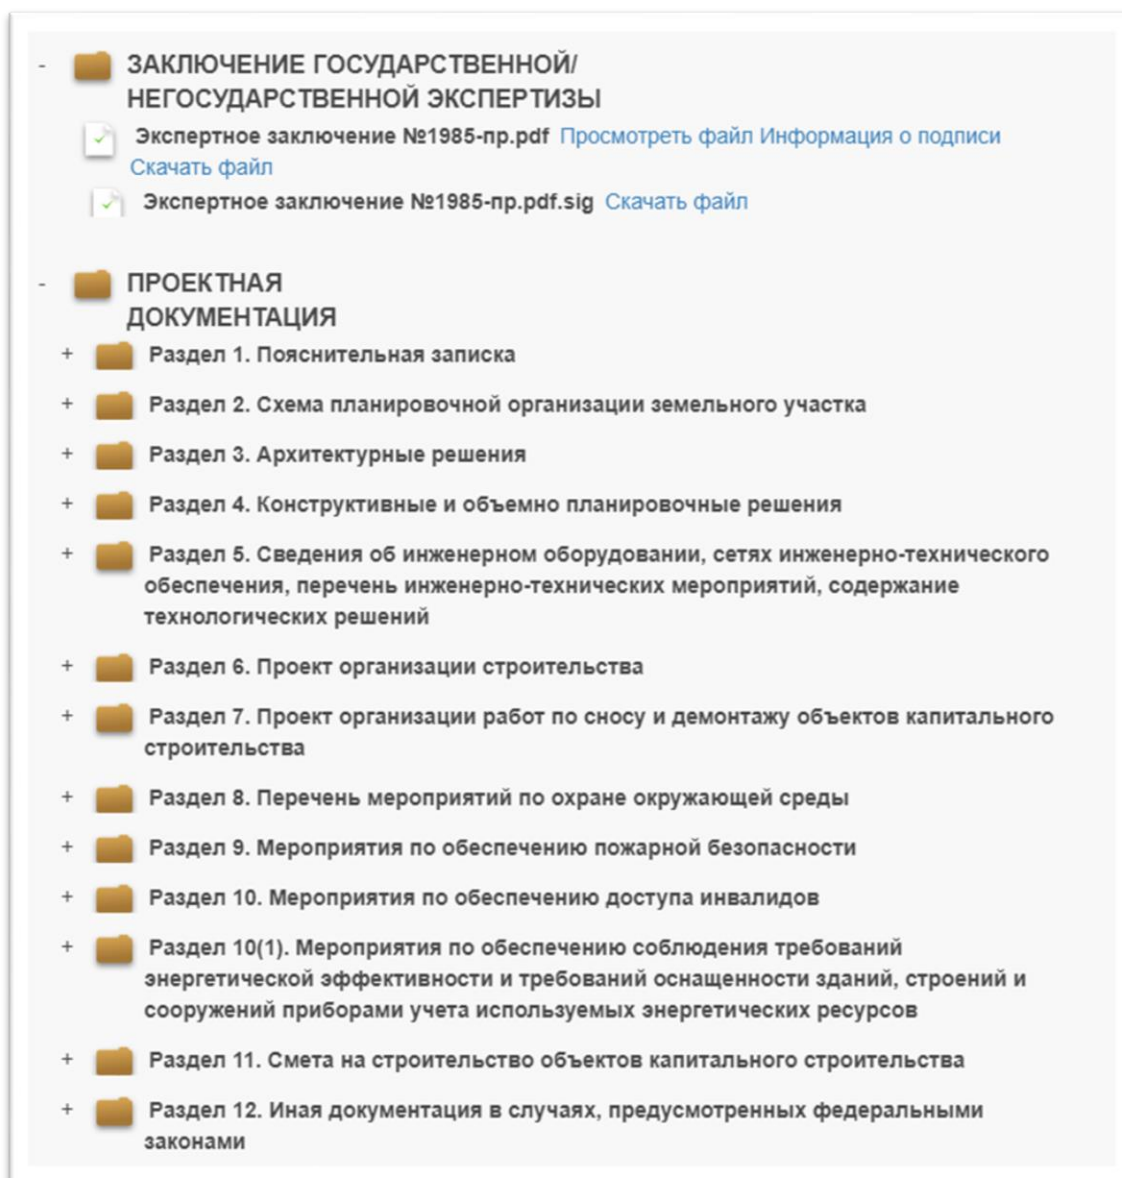 - ЗАКЛЮЧЕНИЕ ГОСУДАРСТВЕННОЙ/
НЕГОСУДАРСТВЕННОЙ ЭКСПЕРТИЗЫ
Экспертное заключение №1985-пр.pdf Просмотреть файл Информация о подписи
Скачать файл
Экспертное заключение №1985-пр.pdf.sig Скачать файл
- ПРОЕКТНАЯ
ДОКУМЕНТАЦИЯ
+ Раздел 1. Пояснительная записка
+ Раздел 2. Схема планировочной организации земельного участка
+ Раздел 3. Архитектурные решения
+ Раздел 4. Конструктивные и объемно планировочные решения
+ Раздел 5. Сведения об инженерном оборудовании, сетях инженерно-технического
обеспечения, перечень инженерно-технических мероприятий, содержание
технологических решений
+ Раздел 6. Проект организации строительства
+ Раздел 7. Проект организации работ по сносу и демонтажу объектов капитального
строительства
+ Раздел 8. Перечень мероприятий по охране окружающей среды
+ Раздел 9. Мероприятия по обеспечению пожарной безопасности
+ Раздел 10. Мероприятия по обеспечению доступа инвалидов
+ Раздел 10(1). Мероприятия по обеспечению соблюдения требований
энергетической эффективности и требований оснащенности зданий, строений и
сооружений приборами учета используемых энергетических ресурсов
+ Раздел 11. Смета на строительство объектов капитального строительства
+ Раздел 12. Иная документация в случаях, предусмотренных федеральными
законами